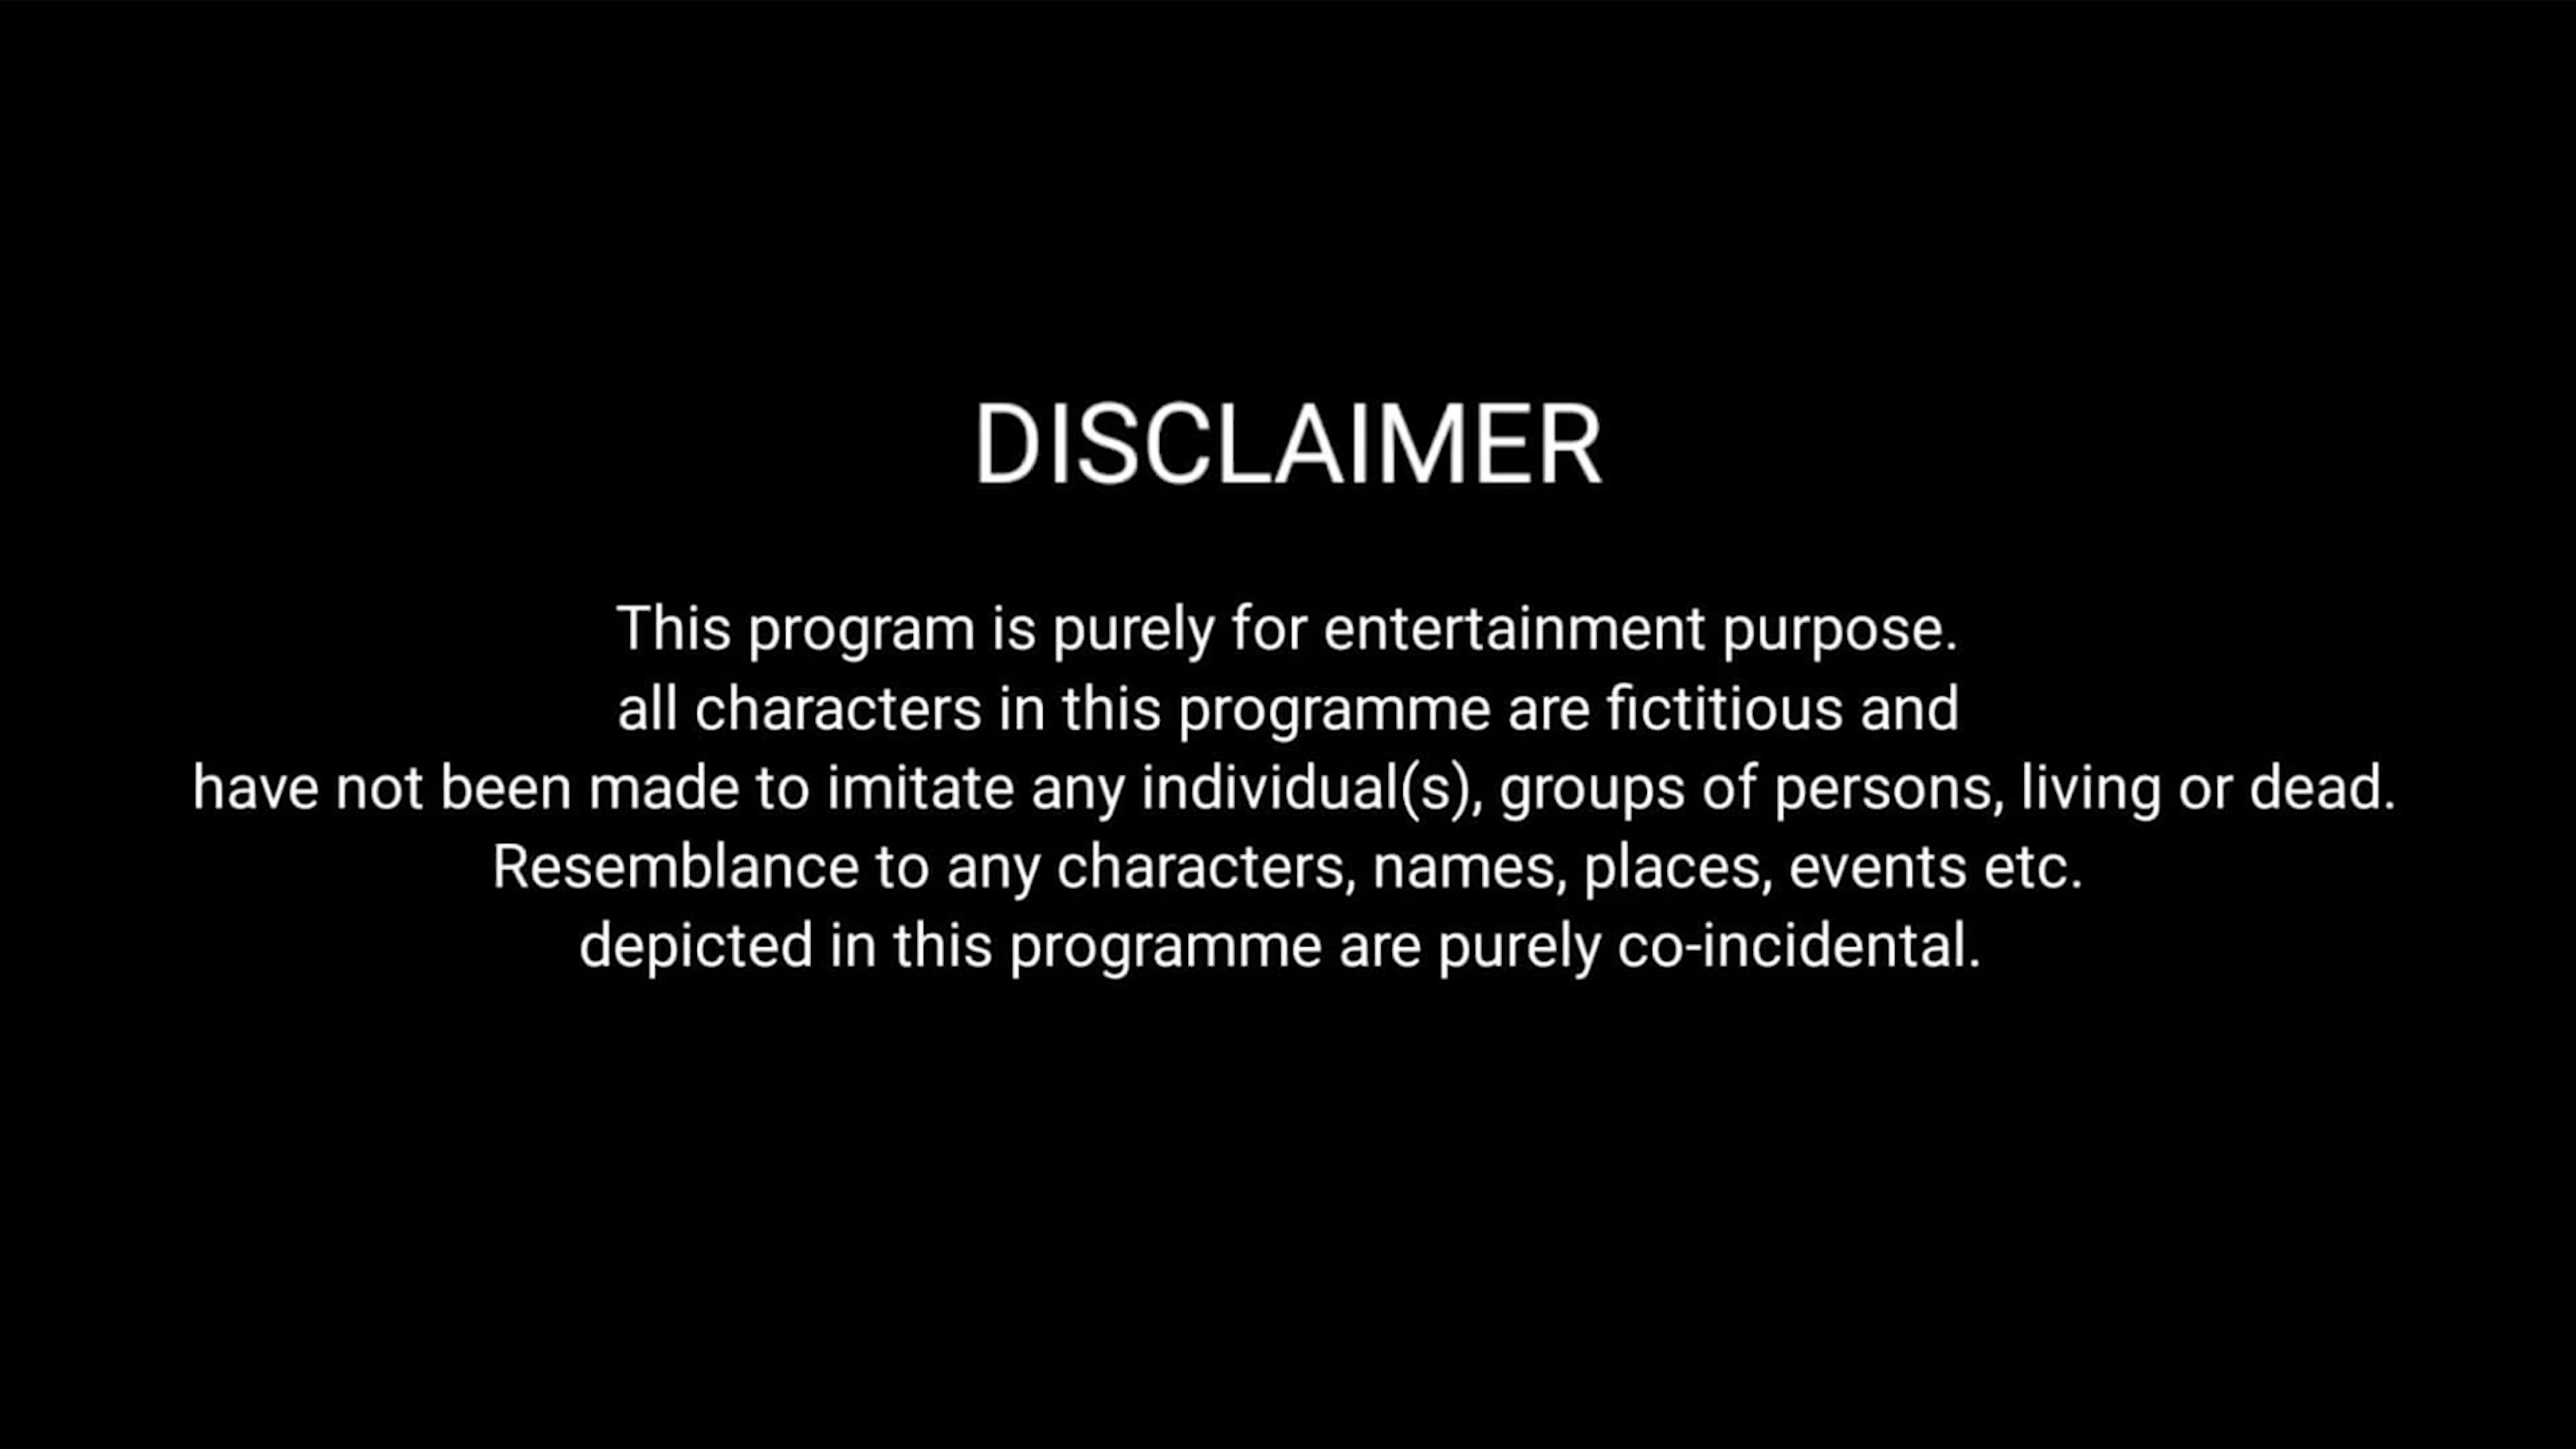 DISCLAIMER
This program is purely for entertainment purpose.
all characters in this programme are fictitious and
have not been made to imitate any individual(s), groups of persons, living or dead.
Resemblance to any characters, names, places, events etc.
depicted in this programme are purely co-incidental.